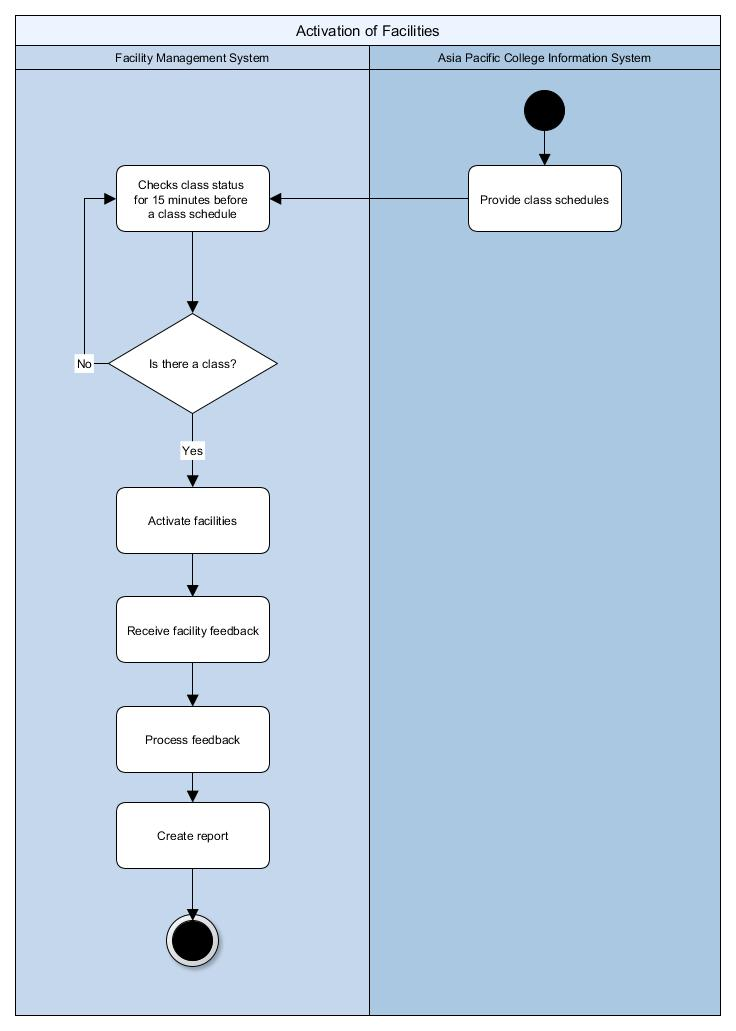 Activation of Facilities
Facility Management System
Asia Pacific College Information System
Checks class status
for 15 minutes before
a class schedule
Provide class schedules
Is there a class?
No
Yes
Activate facilities
Receive facility feedback
Process feedback
Create report